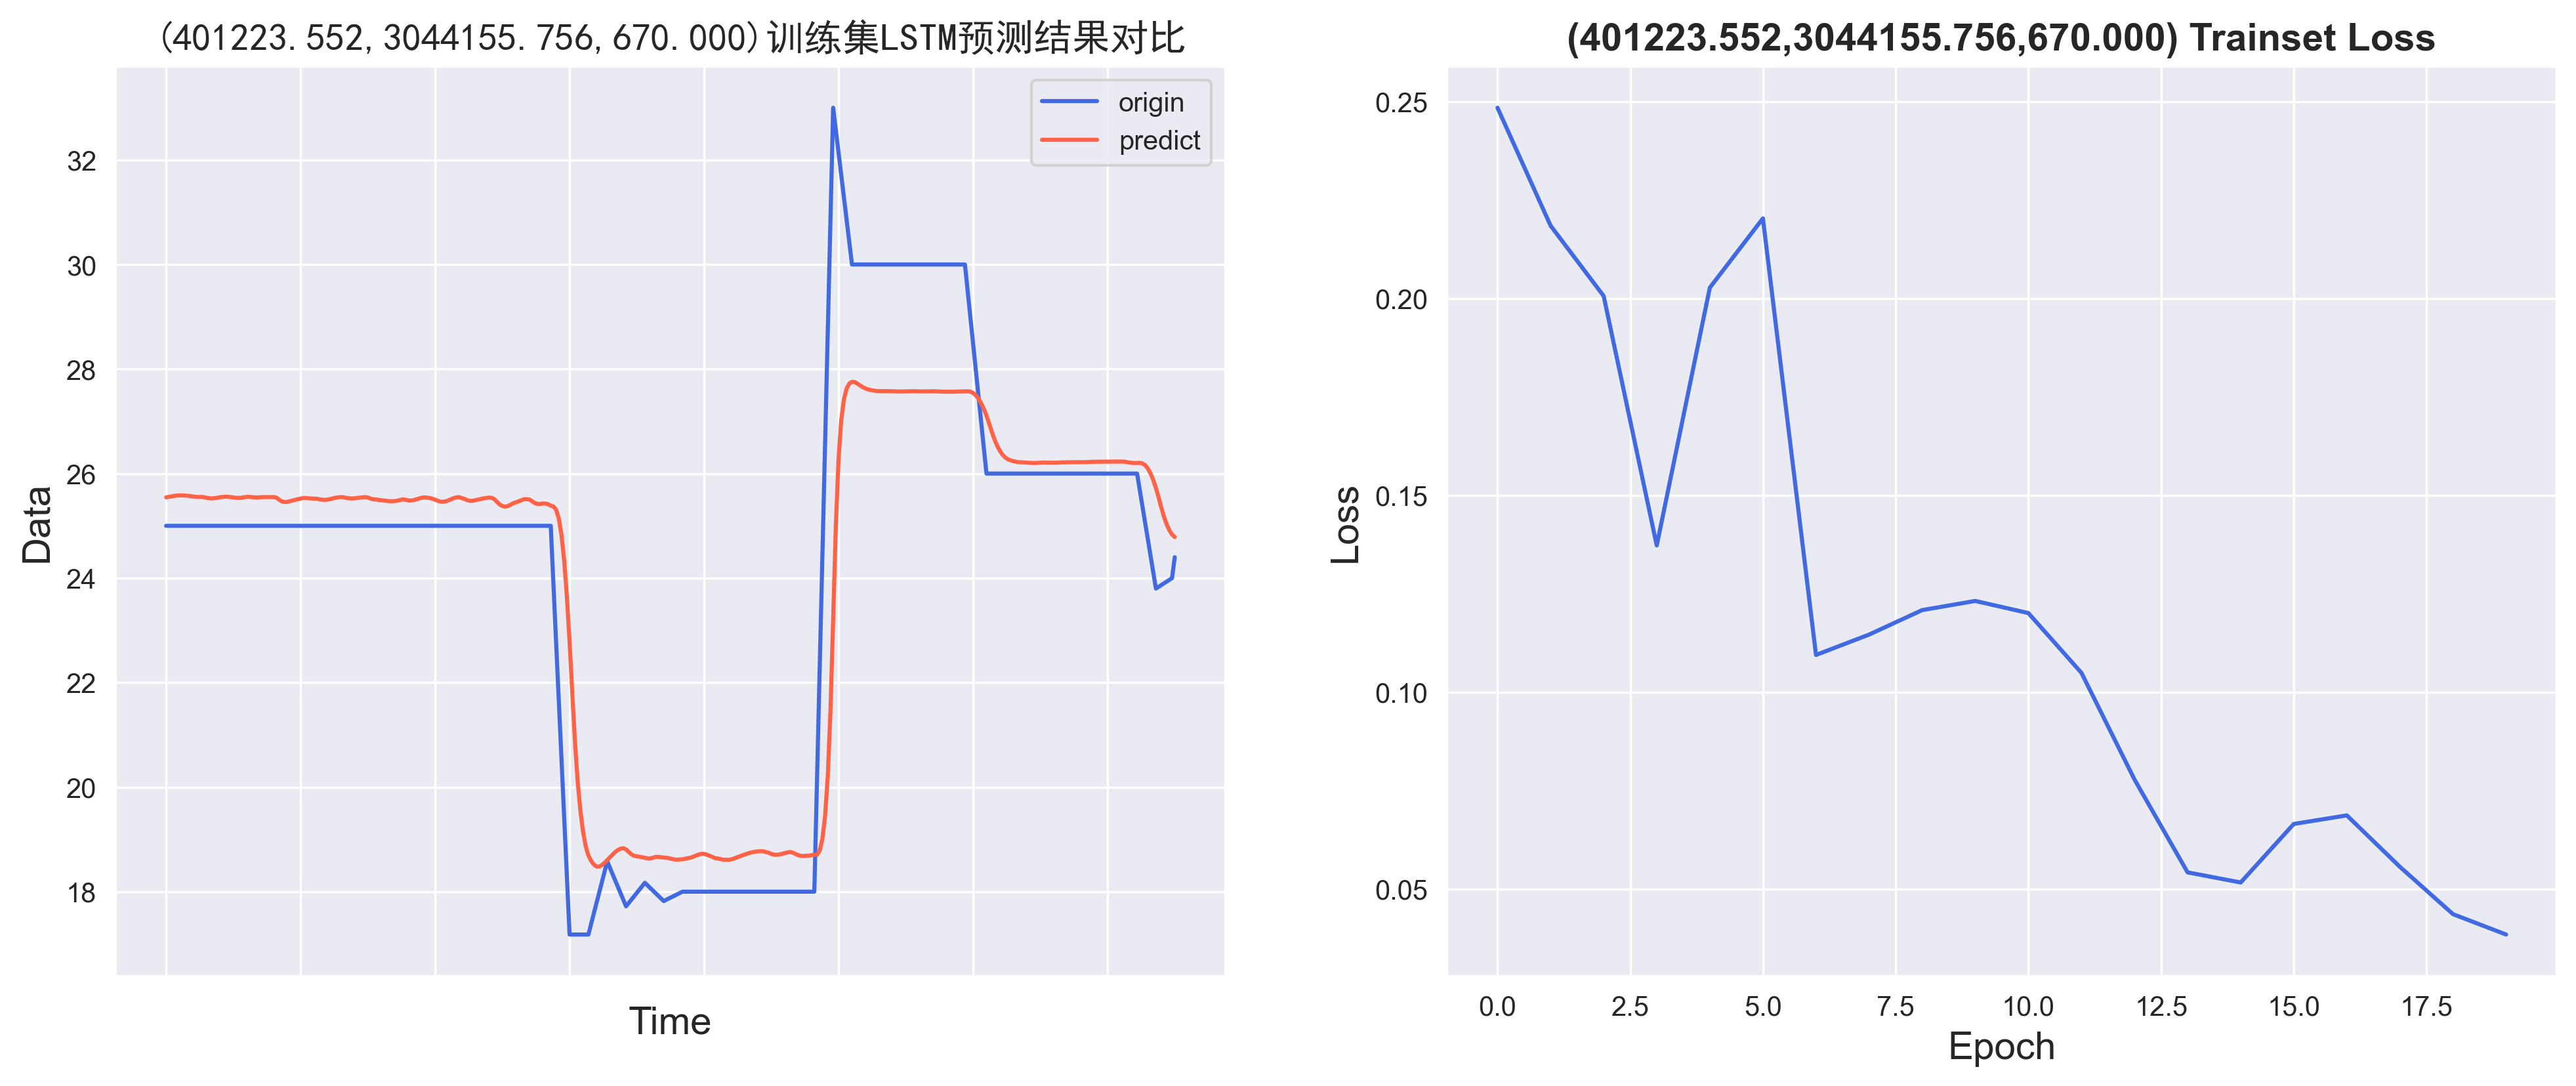 (401223.552,3044155.756,670.000)训练集LSTM预测结果对比
origin
predict
32
30
28
26
24
22
20
18
Data
Time
(401223.552,3044155.756,670.000) Trainset Loss
0.25
0.20
0.15
0.10
0.05
Loss
0.0 2.5 5.0 7.5 10.0 12.5 15.0 17.5
Epoch